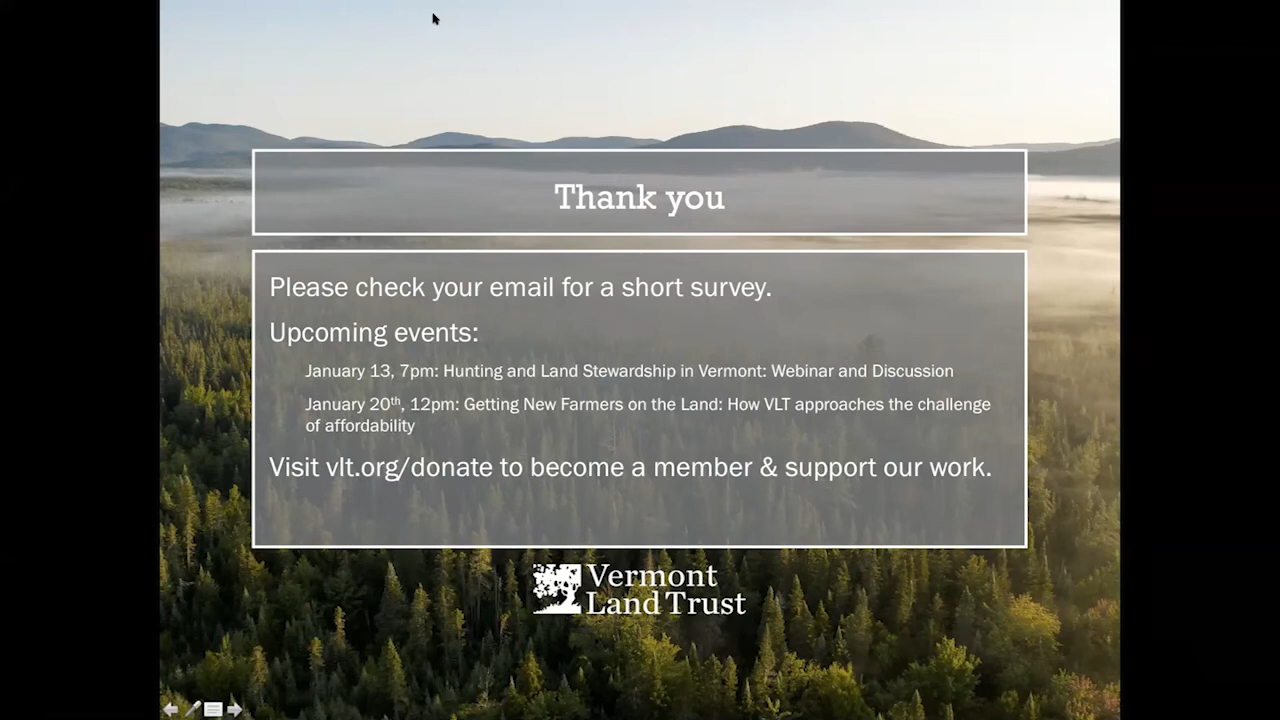 Thank you
Please check your email for a short survey.
Upcoming events:
January 13, 7pm: Hunting and Land Stewardship in Vermont: Webinar and Discussion
January 20th, 12pm: Getting New Farmers on the Land: How VLT approaches the challenge
of affordability
Visit vlt.org/donate to become a member & support our work.
Vermont
Land Trust